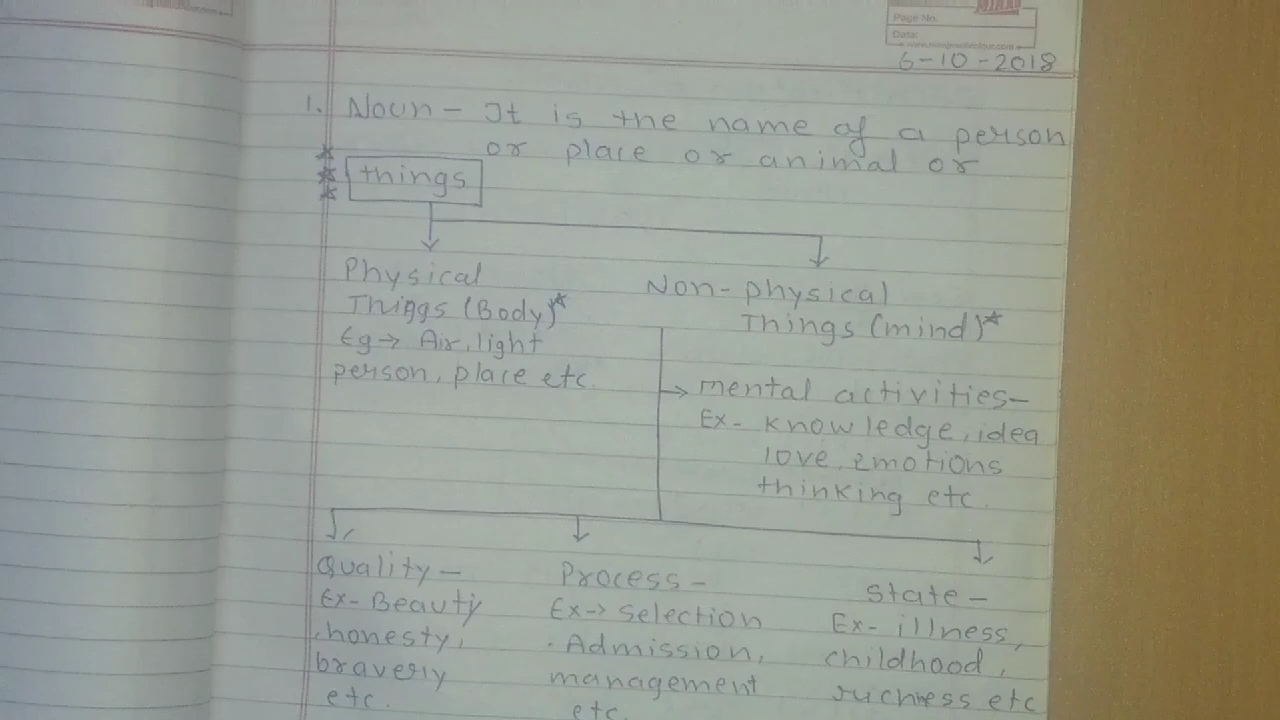 Page No.
Date:
6-10-2018
1. Noun - It is the name of a person
or place or animal or
things
Physical
Things (Body)*
Eg→ Air, light
person, place etc.
Non-physical
Things (mind)*
→ mental activities-
Ex- knowledge, idea
love, emotions
thinking etc.
Quality-
Ex- Beauty
, honesty,
bravery
etc.
Process-
Ex→ selection
. Admission,
management
etc.
State-
Ex- illness,
childhood,
richness etc